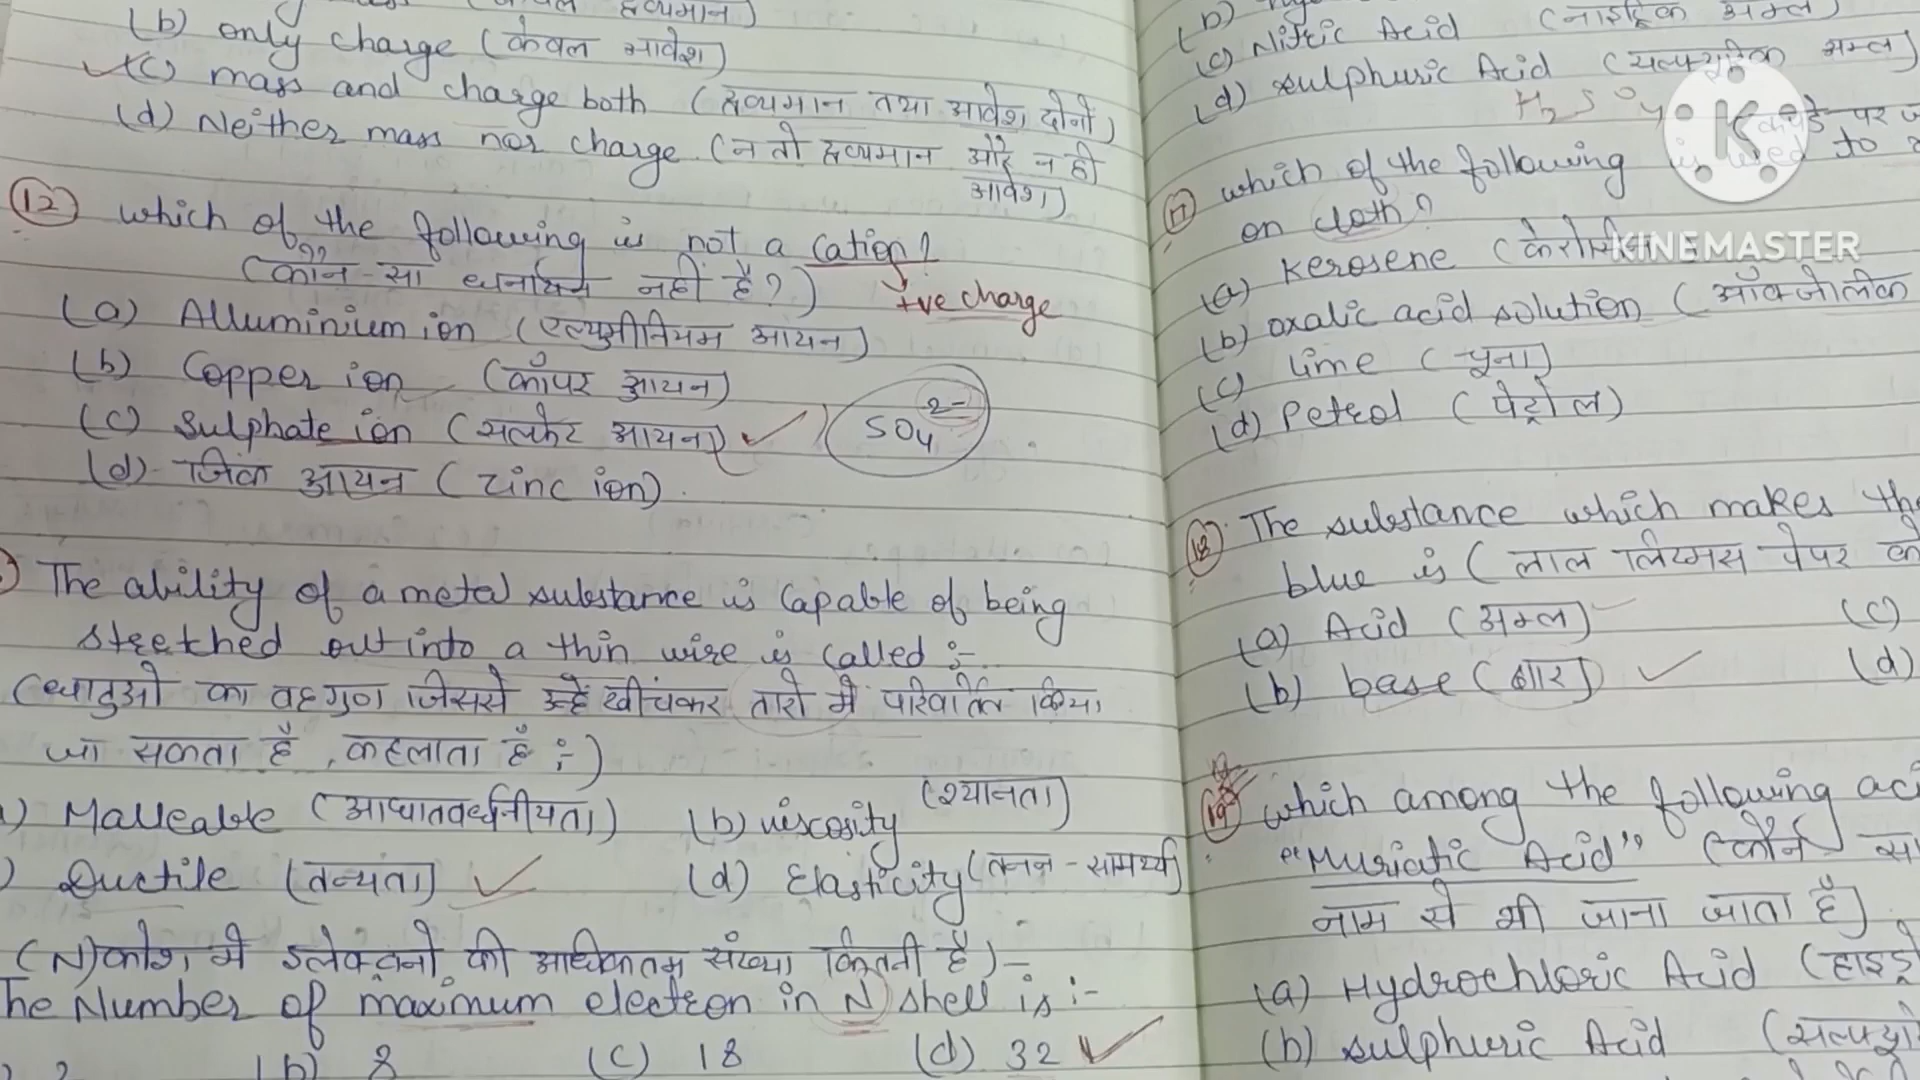 (b) only charge (केवल आवेश)
(c) mass and charge both (द्रव्यमान तथा आवेश दोनों)
(d) Neither mass nor charge (न तो द्रव्यमान और न ही
आवेश)
(12) which of the following is not a Cation?
(कौन-सा धनायन नहीं है?)
+ve charge
(a) Alluminium ion (एल्युमीनियम आयन)
(b) Copper ion (कॉपर आयन)
(c) Sulphate ion (सल्फेट आयन)
SO4 2-
(d) जिंक आयन (zinc ion)
The ability of a metal substance is Capable of being
stretched out into a thin wire is called :-
(धातुओ का वह गुण जिससे उन्हें खींचकर तारो में परिवर्तित किया
जा सकता है, कहलाता है :-)
) Malleable (आघातवर्धनीयता)
(b) viscosity (श्यानता)
) Ductile (तन्यता)
(d) Elasticity (तनन-सामर्थ्य)
(N) कोश में इलेक्ट्रानो की अधिकतम संख्या कितनी है) -
The Number of maximum electron in N shell is :-
(b) 8
(c) 18
(d) 32
(c) Nitric Acid (नाइट्रिक अम्ल)
(d) sulphuric Acid (सल्फ्यूरिक अम्ल)
H2SO4
K
(17) which of the following is used to
on cloth?
KINEMASTER
(a) Kerosene
(b) oxalic acid solution (ऑक्जेलिक
(c) lime (चूना)
(d) Petrol (पेट्रोल)
(18) The substance which makes the
blue is (लाल लिटमस पेपर को
(a) Acid (अम्ल)
(c)
(b) base (क्षार)
(d)
(19) which among the following aci
"Muriatic Acid" (कौन सा
नाम से भी जाना जाता है)
(a) Hydrochloric Acid (हाइड्रो
(b) sulphuric Acid